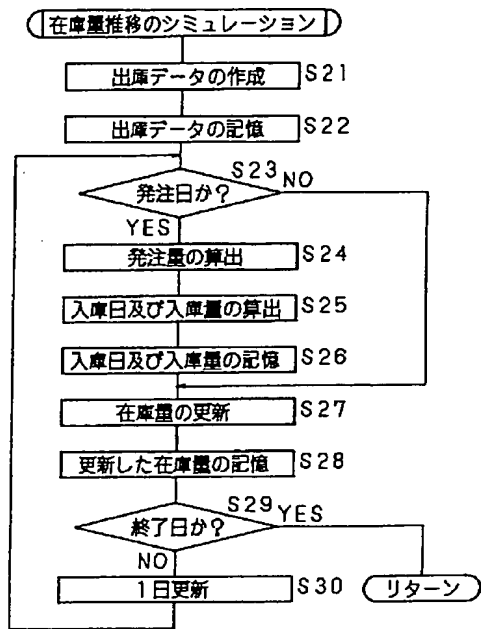 在庫量推移のシミュレーション
出庫データの作成 S21
出庫データの記憶 S22
S23
発注日か? NO
YES
発注量の算出 S24
入庫日及び入庫量の算出 S25
入庫日及び入庫量の記憶 S26
在庫量の更新 S27
更新した在庫量の記憶 S28
S29
終了日か? YES
NO
1日更新 S30 リターン